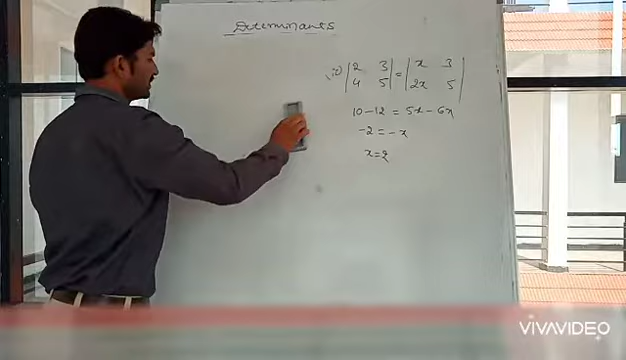 Determinants
ii) |2 3| = |x 3|
|4 5| |2x 5|
10-12 = 5x-6x
-2 = -x
x=2
VIVAVIDEO